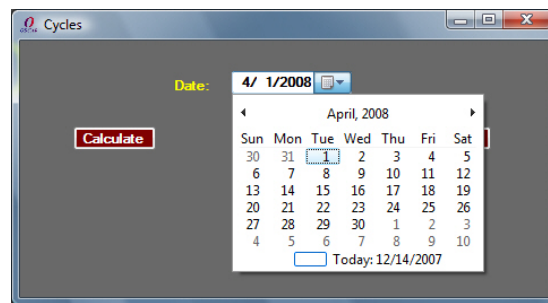 Cycles
Date: 4/ 1/2008
April, 2008
Calculate
Sun Mon Tue Wed Thu Fri Sat
30 31 1 2 3 4 5
6 7 8 9 10 11 12
13 14 15 16 17 18 19
20 21 22 23 24 25 26
27 28 29 30 1 2 3
4 5 6 7 8 9 10
Today: 12/14/2007